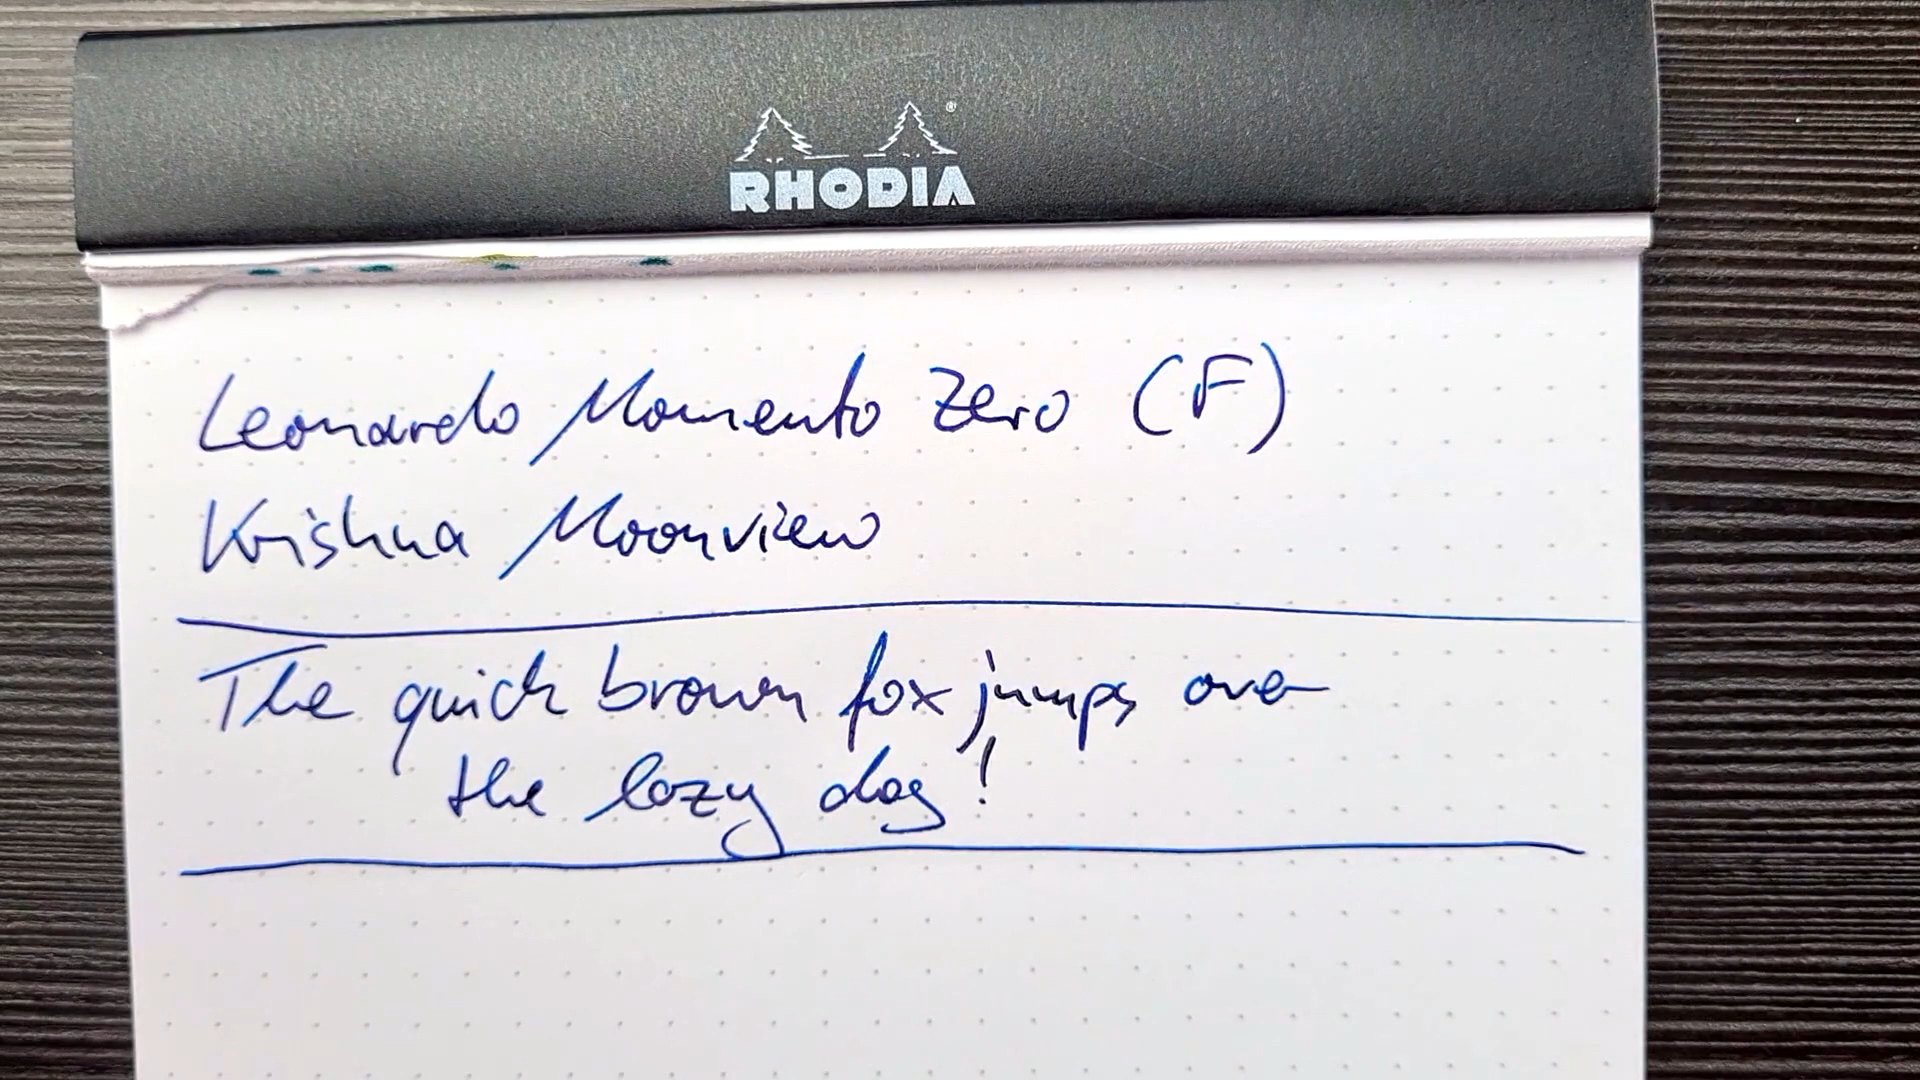 RHODIA
Leonardo Momento Zero (F)
Krishna Moonview
The quick brown fox jumps over
the lazy dog!